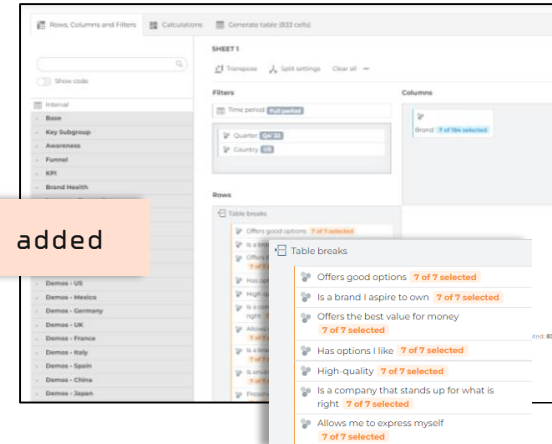 Rows, Columns and Filters
Calculations
Generate table (833 cells)
Show code
Interval
Base
Key Subgroup
Awareness
Funnel
KPI
Brand Health
added
Demos - US
Demos - Mexico
Demos - Germany
Demos - UK
Demos - France
Demos - Italy
Demos - Spain
Demos - China
Demos - Japan
SHEET 1
Transpose
Split settings
Clear all
Filters
Time period Full period
Quarter
Country US
Columns
Brand 7 of 184 selected
Rows
Table breaks
Offers good options 7 of 7 selected
Table breaks
Offers good options 7 of 7 selected
Is a brand I aspire to own 7 of 7 selected
Offers the best value for money
7 of 7 selected
Has options I like 7 of 7 selected
High-quality 7 of 7 selected
Is a company that stands up for what is
right 7 of 7 selected
Allows me to express myself
7 of 7 selected